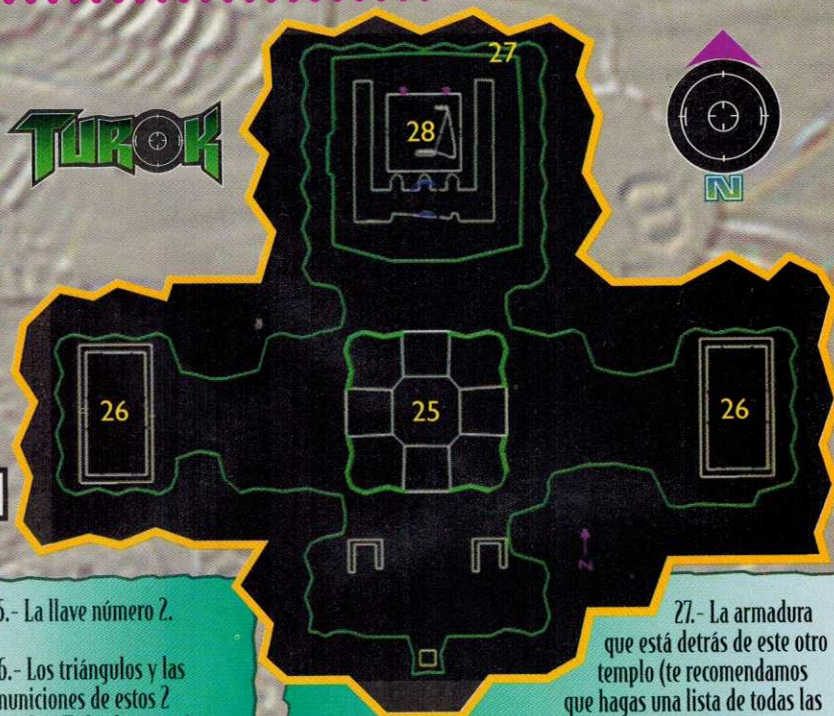 27
TUROK
28
N
26
25
26
N
5.- La llave número 2.
6.- Los triángulos y las
municiones de estos 2
27.- La armadura
que está detrás de este otro
templo (te recomendamos
que hagas una lista de todas las